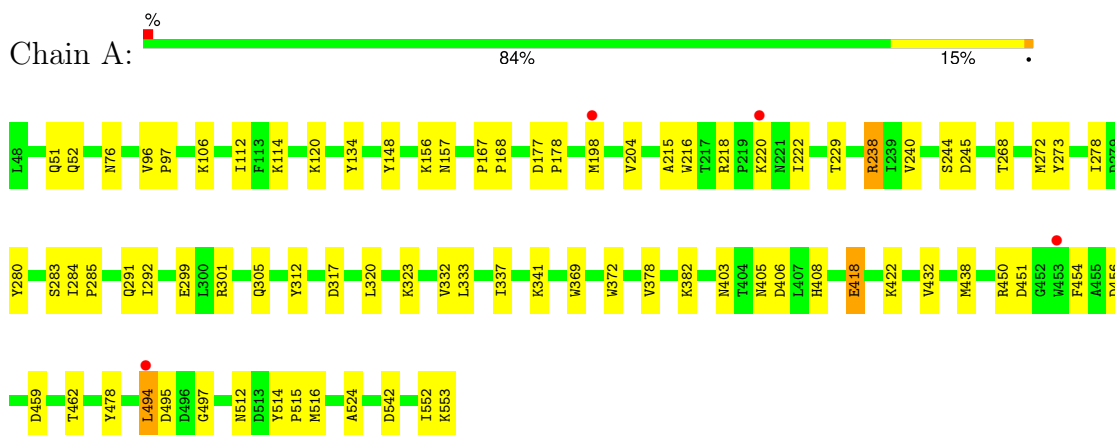 %
Chain A:
84% 15% •
L48 Q51 Q52 N76 V96 P97 K106 I112 F113 K114 K120 Y134 Y148 K156 N157 P167 P168 D177 P178 M198 V204 A215 W216 T217 R218 P219 K220 N221 I222 T229 R238 I239 V240 S244 D245 T268 M272 Y273 I278 D279
Y280 S283 I284 P285 Q291 I292 E299 L300 R301 Q305 Y312 D317 L320 K323 V332 L333 I337 K341 W369 W372 V378 K382 N403 T404 N405 D406 L407 H408 E418 K422 V432 M438 R450 D451 G452 W453 F454 A455 D456
D459 T462 Y478 L494 D495 D496 G497 N512 D513 Y514 P515 M516 A524 D542 I552 K553